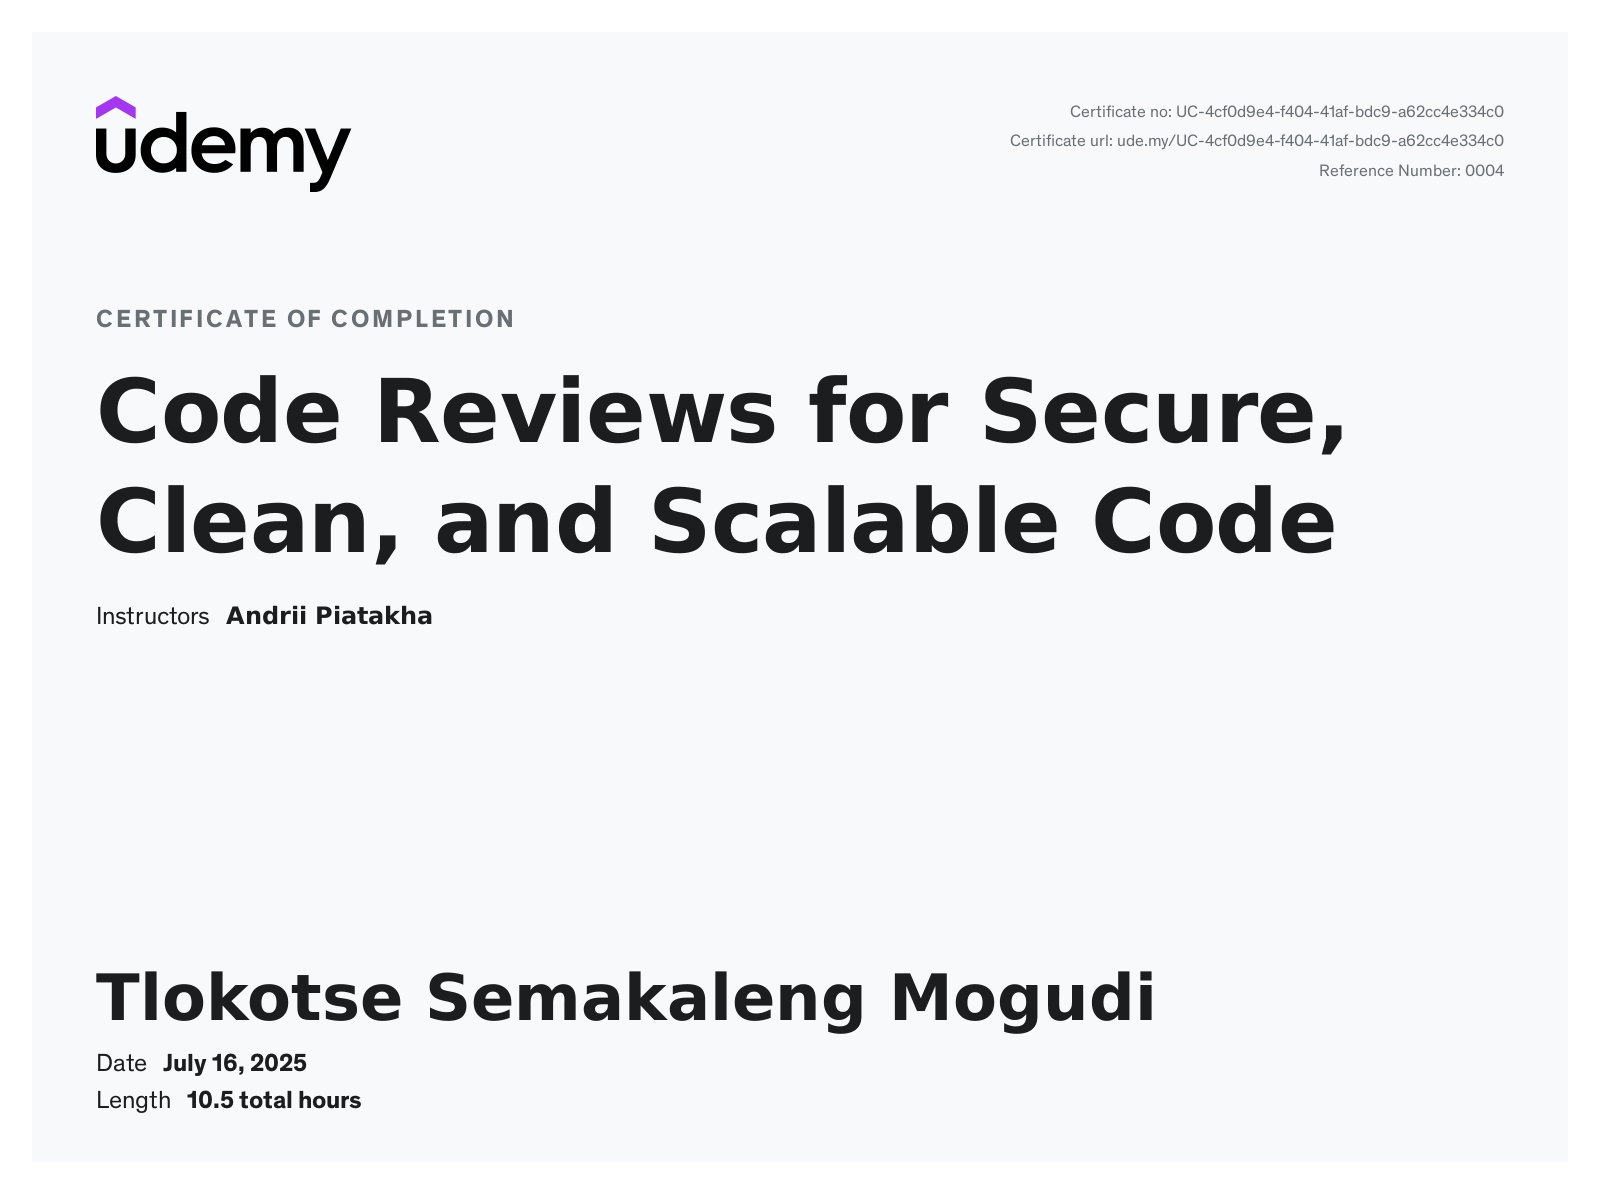 udemy
Certificate no: UC-4cf0d9e4-f404-41af-bdc9-a62cc4e334c0
Certificate url: ude.my/UC-4cf0d9e4-f404-41af-bdc9-a62cc4e334c0
Reference Number: 0004
CERTIFICATE OF COMPLETION
Code Reviews for Secure,
Clean, and Scalable Code
Instructors Andrii Piatakha
Tlokotse Semakaleng Mogudi
Date July 16, 2025
Length 10.5 total hours